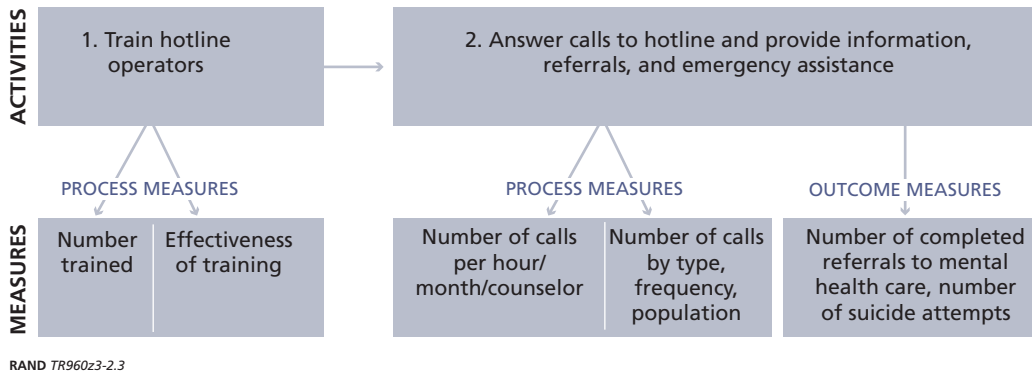 ACTIVITIES
1. Train hotline
operators
2. Answer calls to hotline and provide information,
referrals, and emergency assistance
PROCESS MEASURES
PROCESS MEASURES
OUTCOME MEASURES
MEASURES
Number
trained
Effectiveness
of training
Number of calls
per hour/
month/counselor
Number of calls
by type,
frequency,
population
Number of completed
referrals to mental
health care, number
of suicide attempts
RAND TR960z3-2.3